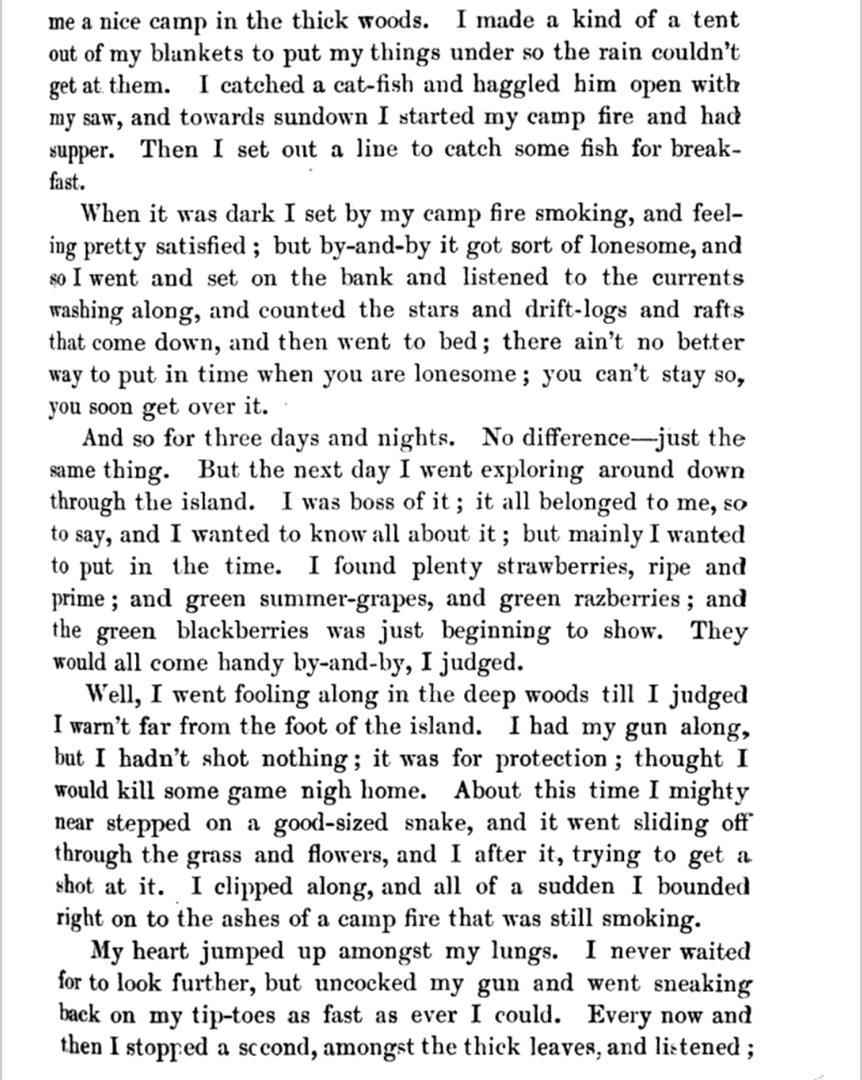 me a nice camp in the thick woods. I made a kind of a tent
out of my blankets to put my things under so the rain couldn't
get at them. I catched a cat-fish and haggled him open with
my saw, and towards sundown I started my camp fire and had
supper. Then I set out a line to catch some fish for break-
fast.
When it was dark I set by my camp fire smoking, and feel-
ing pretty satisfied ; but by-and-by it got sort of lonesome, and
so I went and set on the bank and listened to the currents
washing along, and counted the stars and drift-logs and rafts
that come down, and then went to bed ; there ain't no better
way to put in time when you are lonesome ; you can't stay so,
you soon get over it.
And so for three days and nights. No difference—just the
same thing. But the next day I went exploring around down
through the island. I was boss of it ; it all belonged to me, so
to say, and I wanted to know all about it ; but mainly I wanted
to put in the time. I found plenty strawberries, ripe and
prime ; and green summer-grapes, and green razberries ; and
the green blackberries was just beginning to show. They
would all come handy by-and-by, I judged.
Well, I went fooling along in the deep woods till I judged
I warn't far from the foot of the island. I had my gun along,
but I hadn't shot nothing ; it was for protection ; thought I
would kill some game nigh home. About this time I mighty
near stepped on a good-sized snake, and it went sliding off
through the grass and flowers, and I after it, trying to get a
shot at it. I clipped along, and all of a sudden I bounded
right on to the ashes of a camp fire that was still smoking.
My heart jumped up amongst my lungs. I never waited
for to look further, but uncocked my gun and went sneaking
back on my tip-toes as fast as ever I could. Every now and
then I stopped a second, amongst the thick leaves, and listened ;